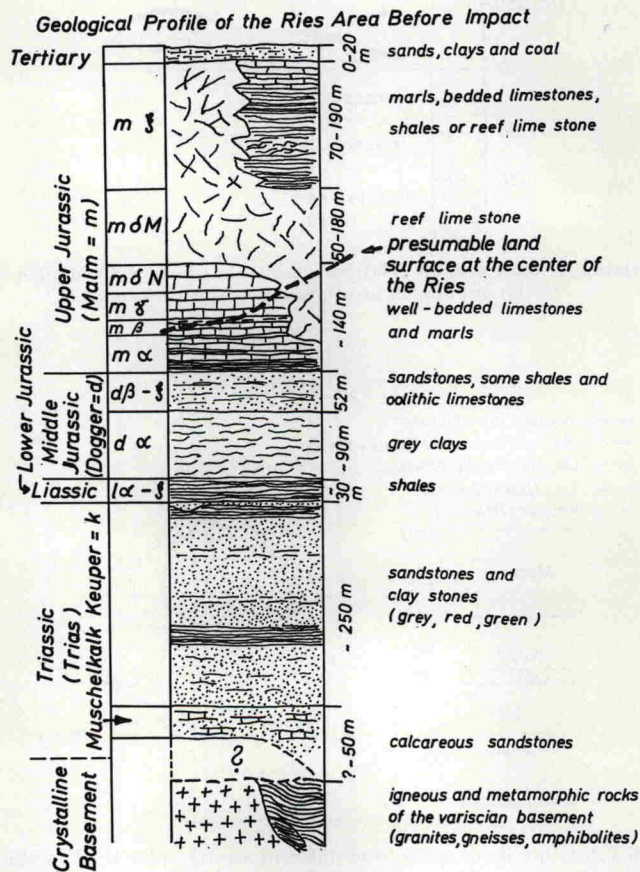 Geological Profile of the Ries Area Before Impact
Tertiary
0-20 m
sands, clays and coal
Upper Jurassic
(Malm = m)
m ξ
70-190 m
marls, bedded limestones,
shales or reef lime stone
m δ M
50-180 m
reef lime stone
presumable land
surface at the center of
the Ries
m δ N
m γ
m β
m α
~ 140 m
well-bedded limestones
and marls
Lower Jurassic
Middle
Jurassic
(Dogger=d)
dβ - ξ
52 m
sandstones, some shales and
oolithic limestones
d α
~ 90 m
grey clays
Liassic
lα - ξ
~ 30 m
shales
Triassic
(Trias)
Muschelkalk Keuper = k
~ 250 m
sandstones and
clay stones
(grey, red, green)
?-50 m
calcareous sandstones
?
Crystalline
Basement
igneous and metamorphic rocks
of the variscian basement
(granites, gneisses, amphibolites)